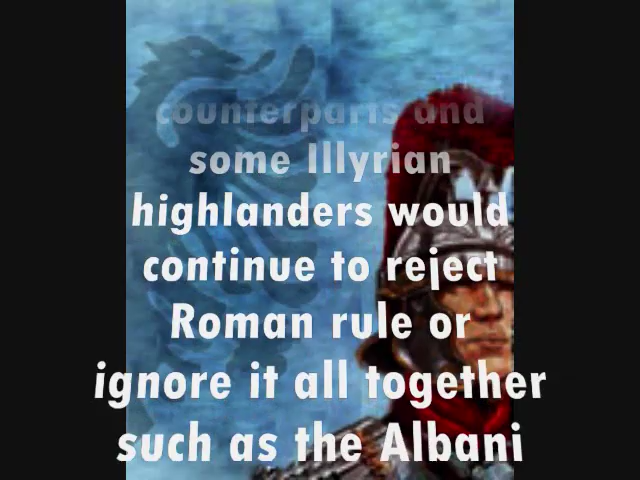 counterparts and
some Illyrian
highlanders would
continue to reject
Roman rule or
ignore it all together
such as the Albani